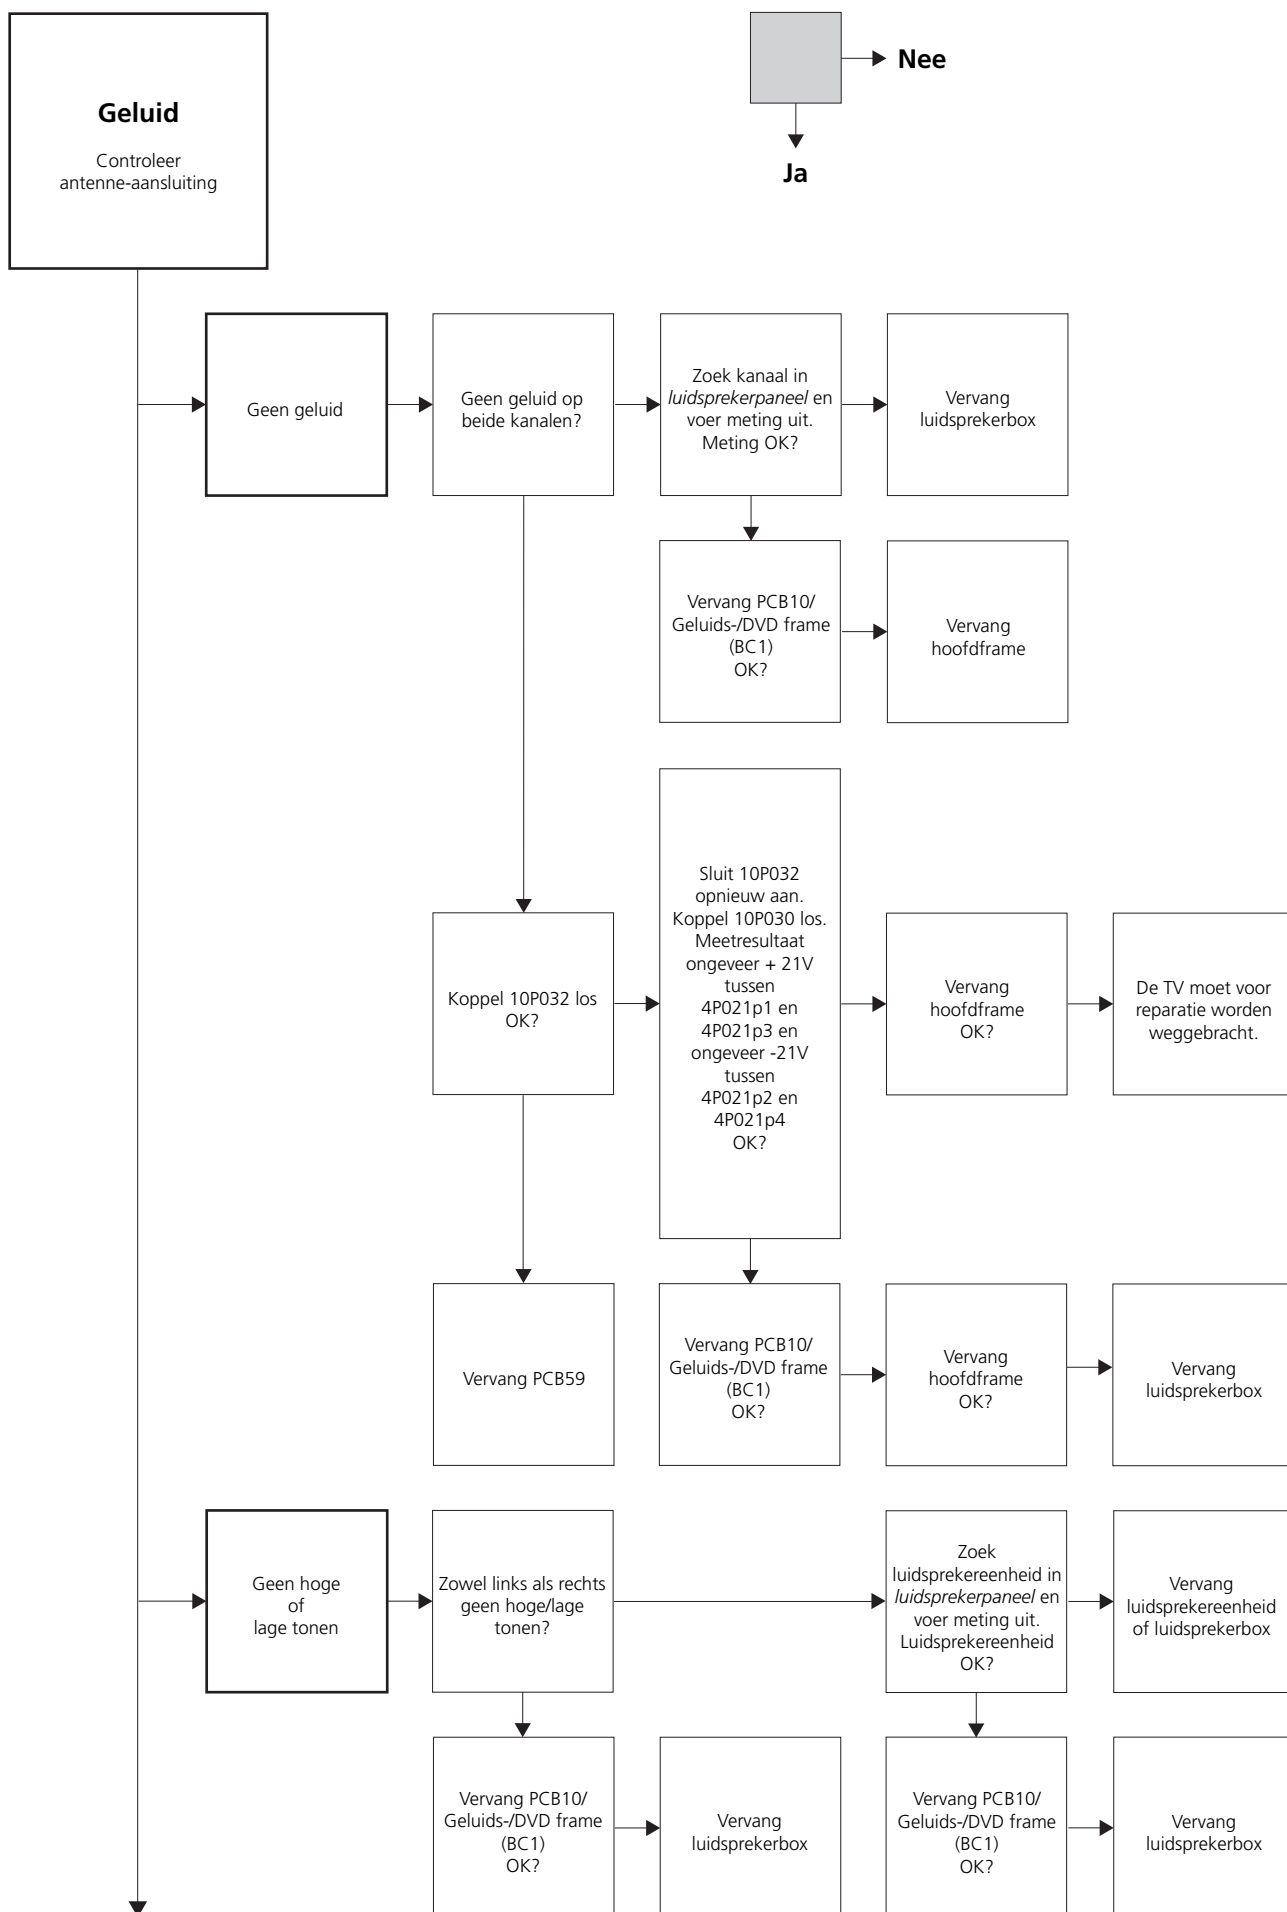 Geluid
Controleer
antenne-aansluiting
Nee
Ja
Geen geluid
Geen geluid op
beide kanalen?
Zoek kanaal in
luidsprekerpaneel en
voer meting uit.
Meting OK?
Vervang
luidsprekerbox
Vervang PCB10/
Geluids-/DVD frame
(BC1)
OK?
Vervang
hoofdframe
Koppel 10P032 los
OK?
Sluit 10P032
opnieuw aan.
Koppel 10P030 los.
Meetresultaat
ongeveer + 21V
tussen
4P021p1 en
4P021p3 en
ongeveer -21V
tussen
4P021p2 en
4P021p4
OK?
Vervang
hoofdframe
OK?
De TV moet voor
reparatie worden
weggebracht.
Vervang PCB59
Vervang PCB10/
Geluids-/DVD frame
(BC1)
OK?
Vervang
hoofdframe
OK?
Vervang
luidsprekerbox
Geen hoge
of
lage tonen
Zowel links als rechts
geen hoge/lage
tonen?
Zoek
luidsprekereenheid in
luidsprekerpaneel en
voer meting uit.
Luidsprekereenheid
OK?
Vervang
luidsprekereenheid
of luidsprekerbox
Vervang PCB10/
Geluids-/DVD frame
(BC1)
OK?
Vervang
luidsprekerbox
Vervang PCB10/
Geluids-/DVD frame
(BC1)
OK?
Vervang
luidsprekerbox